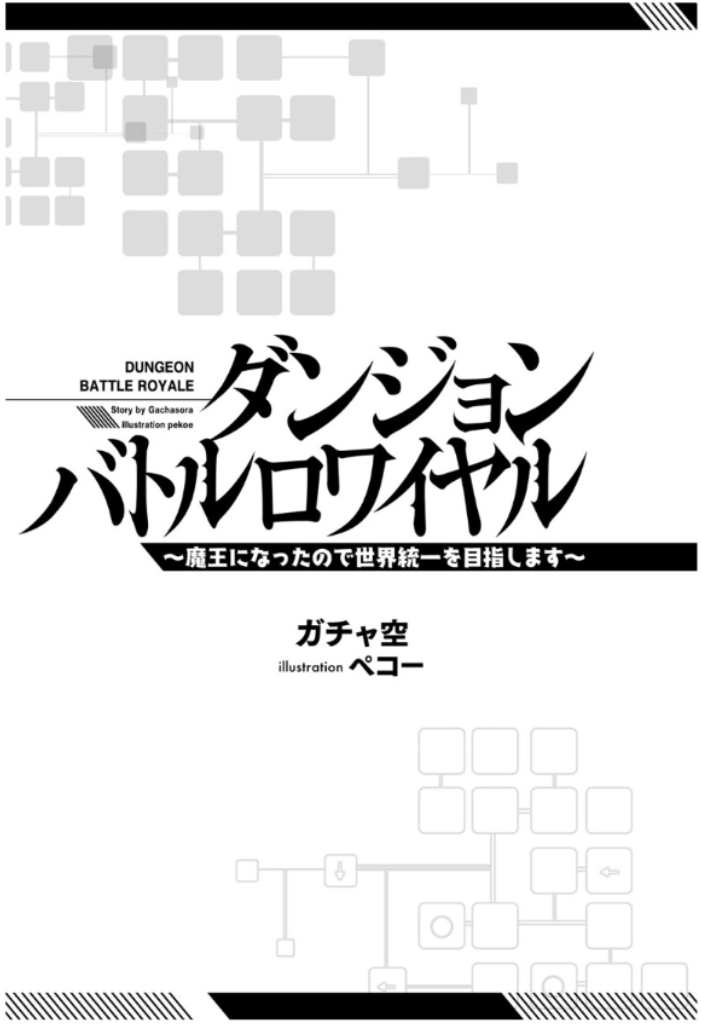 DUNGEON
BATTLE ROYALE
Story by Gachasora
illustration pekoe
ダンジョン
バトルロワイヤル
～魔王になったので世界統一を目指します～
ガチャ空
illustration ペコー